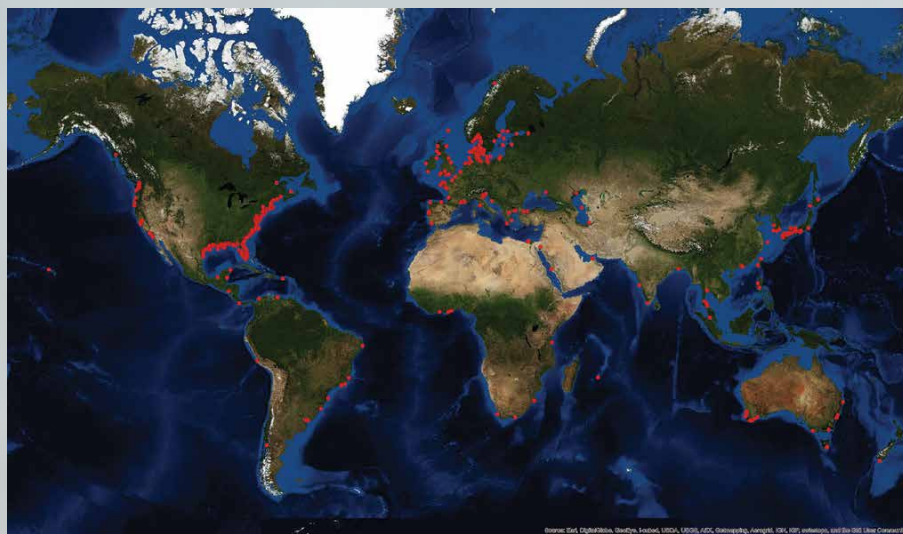 Source: Esri, DigitalGlobe, GeoEye, i-cubed, USDA, USGS, AEX, Getmapping, Aerogrid, IGN, IGP, swisstopo, and the GIS User Community